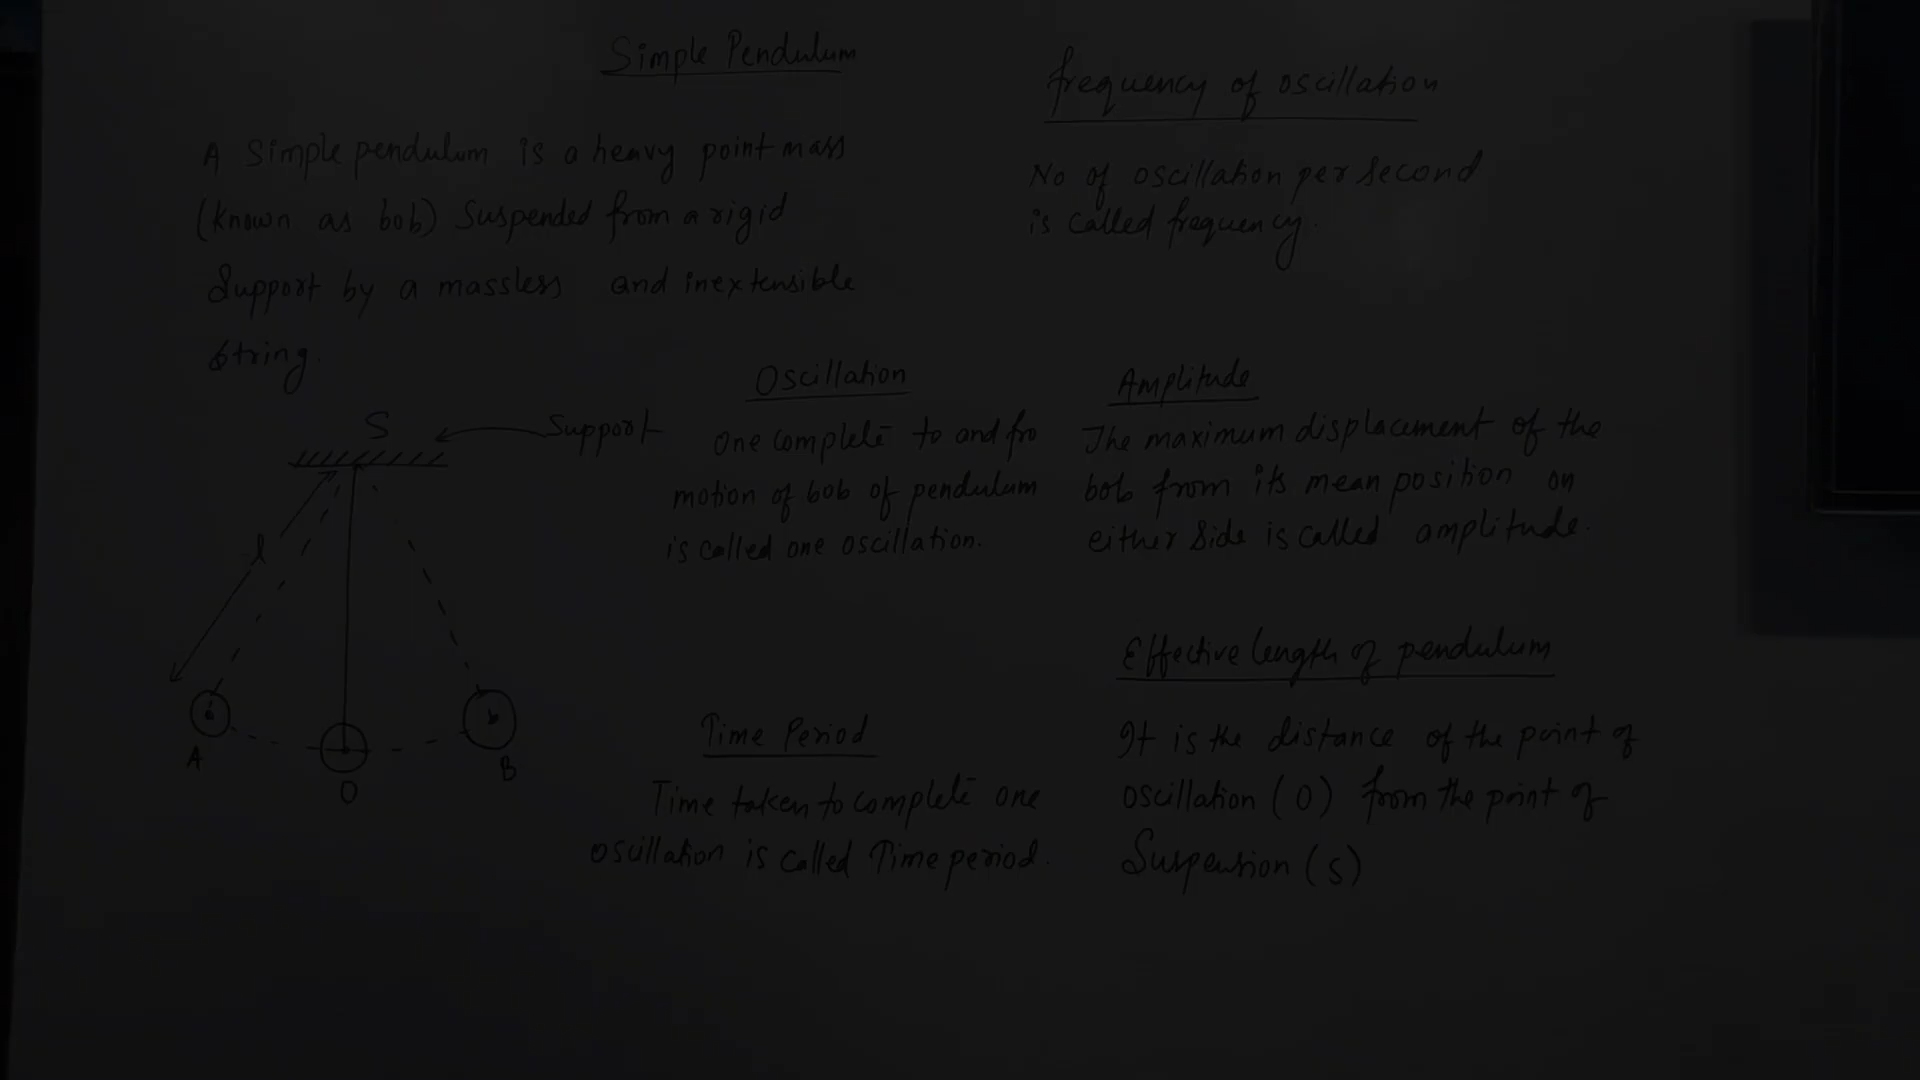 Simple Pendulum
A Simple pendulum is a heavy point mass
(known as bob) Suspended from a rigid
Support by a massless and inextensible
String.
S
Support
l
A
O
B
Oscillation
One complete to and fro
motion of bob of pendulum
is called one oscillation.
Time Period
Time taken to complete one
oscillation is called Time period.
frequency of oscillation
No of oscillation per second
is called frequency.
Amplitude
The maximum displacement of the
bob from its mean position on
either side is called amplitude.
Effective length of pendulum
It is the distance of the point of
oscillation (O) from the point of
Suspension (S)